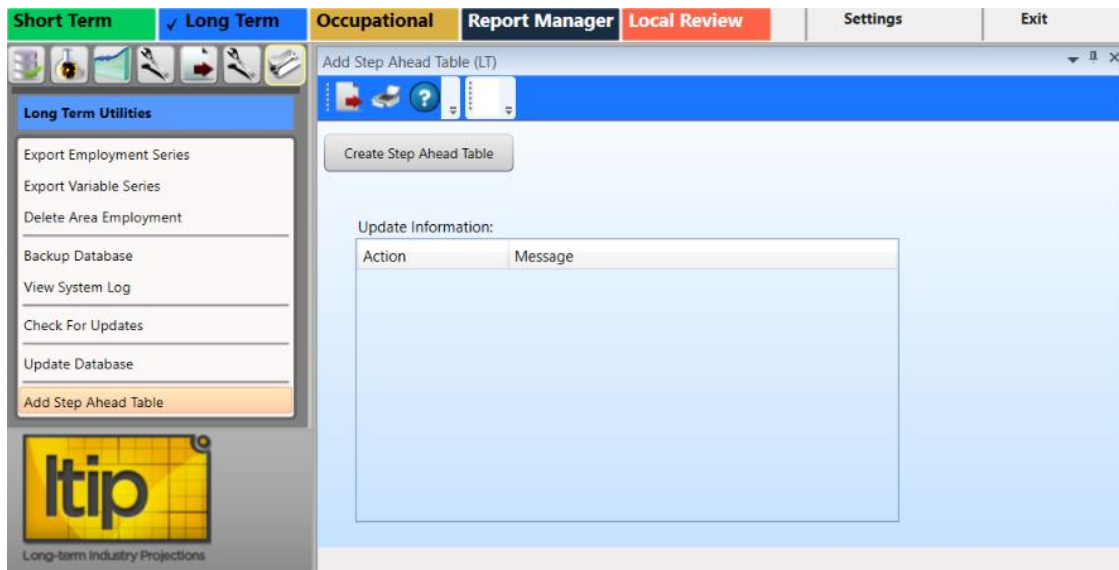 Short Term ✓ Long Term Occupational Report Manager Local Review Settings Exit
Add Step Ahead Table (LT)
Long Term Utilities
Export Employment Series
Export Variable Series
Delete Area Employment
Backup Database
View System Log
Check For Updates
Update Database
Add Step Ahead Table
ltip
Long-term Industry Projections
Create Step Ahead Table
Update Information:
Action Message